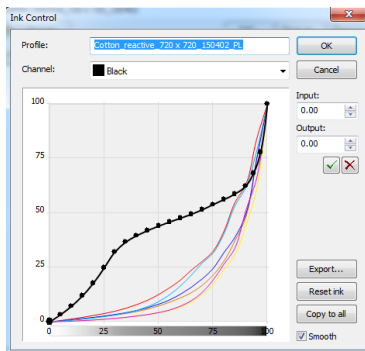 Ink Control
Profile:
Cotton_reactive_720 x 720_150402_PL
OK
Channel:
Black
Cancel
Input:
0.00
Output:
0.00
100
75
50
25
0
0
25
50
75
100
Export...
Reset ink
Copy to all
Smooth